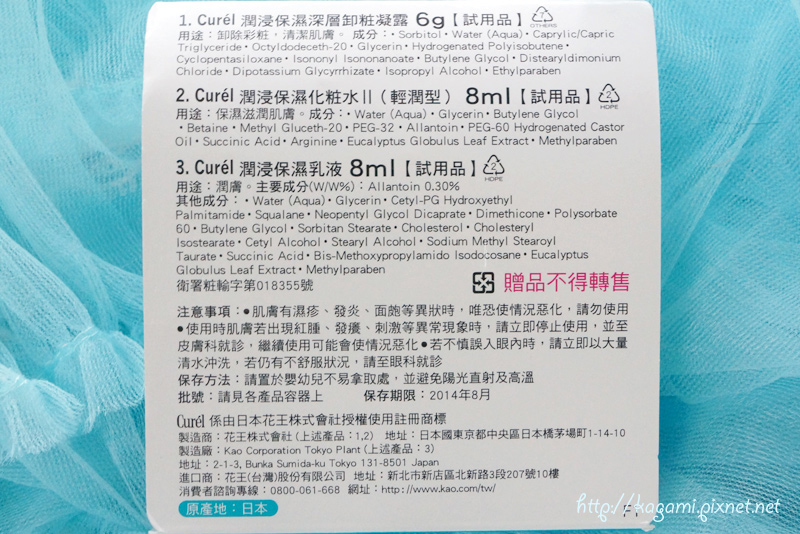 1. Curél 潤浸保濕深層卸粧凝露 6g【試用品】 OTHERS
用途：卸除彩粧，清潔肌膚。成分：・Sorbitol・Water (Aqua)・Caprylic/Capric
Triglyceride・Octyldodeceth-20・Glycerin・Hydrogenated Polyisobutene・
Cyclopentasiloxane・Isononyl Isononanoate・Butylene Glycol・Distearyldimonium
Chloride・Dipotassium Glycyrrhizate・Isopropyl Alcohol・Ethylparaben
2. Curél 潤浸保濕化粧水II（輕潤型） 8ml【試用品】 2 HDPE
用途：保濕滋潤肌膚。成分：・Water (Aqua)・Glycerin・Butylene Glycol
・Betaine・Methyl Gluceth-20・PEG-32・Allantoin・PEG-60 Hydrogenated Castor
Oil・Succinic Acid・Arginine・Eucalyptus Globulus Leaf Extract・Methylparaben
3. Curél 潤浸保濕乳液 8ml【試用品】 2 HDPE
用途：潤膚。主要成分(W/W%)：Allantoin 0.30%
其他成分：・Water (Aqua)・Glycerin・Cetyl-PG Hydroxyethyl
Palmitamide・Squalane・Neopentyl Glycol Dicaprate・Dimethicone・Polysorbate
60・Butylene Glycol・Sorbitan Stearate・Cholesterol・Cholesteryl
Isostearate・Cetyl Alcohol・Stearyl Alcohol・Sodium Methyl Stearoyl
Taurate・Succinic Acid・Bis-Methoxypropylamido Isodocosane・Eucalyptus
Globulus Leaf Extract・Methylparaben
衛署粧輸字第018355號
贈品不得轉售
注意事項：●肌膚有濕疹、發炎、面皰等異狀時，唯恐使情況惡化，請勿使用
●使用時肌膚若出現紅腫、發癢、刺激等異常現象時，請立即停止使用，並至
皮膚科就診，繼續使用可能會使情況惡化●若不慎誤入眼內時，請立即以大量
清水沖洗，若仍有不舒服狀況，請至眼科就診
保存方法：請置於嬰幼兒不易拿取處，並避免陽光直射及高溫
批號：請見各產品容器上 保存期限：2014年8月
Curél 係由日本花王株式會社授權使用註冊商標
製造商：花王株式會社（上述產品：1,2） 地址：日本國東京都中央區日本橋茅場町1-14-10
製造廠：Kao Corporation Tokyo Plant（上述產品：3）
地址：2-1-3, Bunka Sumida-ku Tokyo 131-8501 Japan
進口商：花王(台灣)股份有限公司 地址：新北市新店區北新路3段207號10樓
消費者諮詢專線：0800-061-668 網址：http://www.kao.com/tw/
原產地：日本
http://kagami.pixnet.net